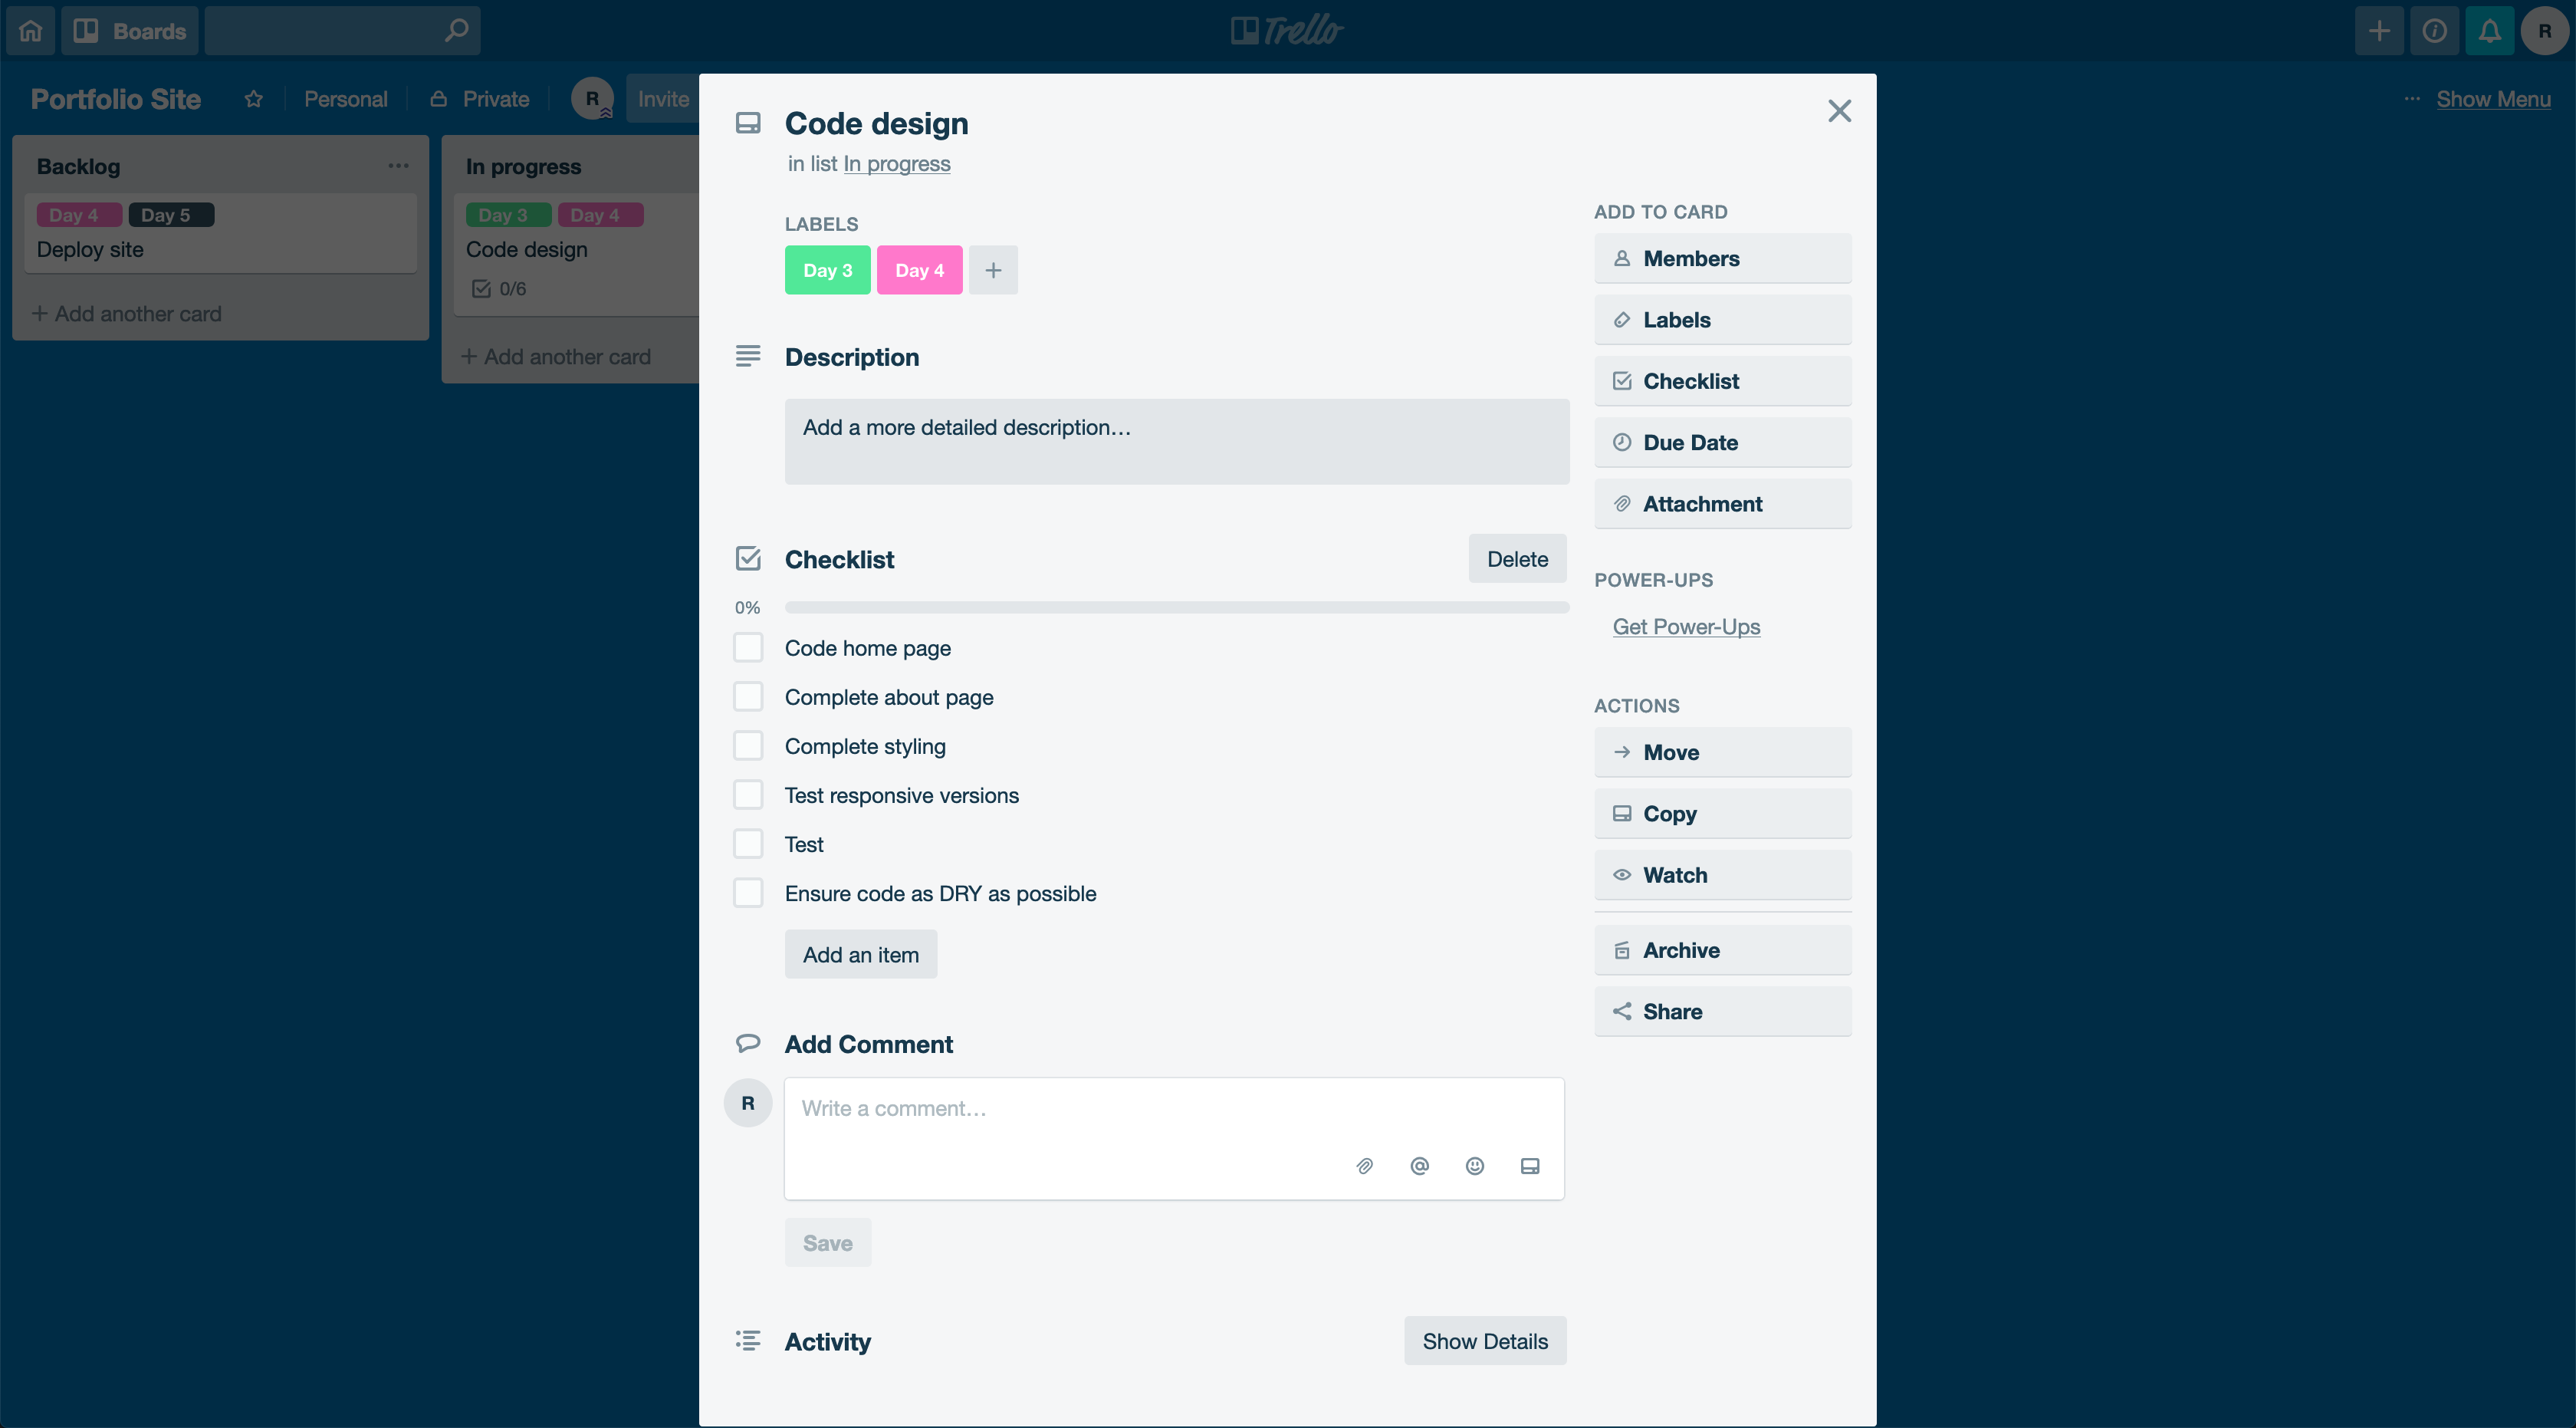 Boards
Trello
R
Portfolio Site
Personal
Private
R
Invite
Show Menu
Backlog
Day 4 Day 5
Deploy site
+ Add another card
In progress
Day 3 Day 4
Code design
0/6
+ Add another card
Code design
in list In progress
LABELS
Day 3 Day 4 +
Description
Add a more detailed description…
Checklist
Delete
0%
Code home page
Complete about page
Complete styling
Test responsive versions
Test
Ensure code as DRY as possible
Add an item
Add Comment
R
Write a comment…
@
Save
Activity
Show Details
ADD TO CARD
Members
Labels
Checklist
Due Date
Attachment
POWER-UPS
Get Power-Ups
ACTIONS
Move
Copy
Watch
Archive
Share